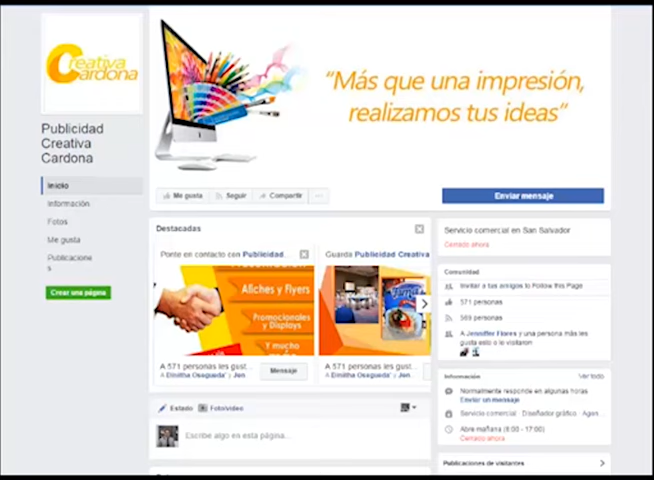 Creativa
Cardona
Publicidad
Creativa
Cardona
"Más que una impresión,
realizamos tus ideas"
Me gusta
Seguir
Compartir
Enviar mensaje
Inicio
Información
Fotos
Me gusta
Publicacione
s
Crear una página
Destacadas
Ponte en contacto con Publicidad...
Afiches y Flyers
Promocionales
y Displays
Y mucho
A 571 personas les gust...
Mensaje
Guarda Publicidad Creativa
A 571 personas les gust...
Estado
Foto/video
Escribe algo en esta página...
Servicio comercial en San Salvador
Cerrado ahora
Comunidad
Invitar a tus amigos to Follow this Page
571 personas
569 personas
A Jenniffer Flores y una persona más les
gusta esto o lo visitaron
Información
Ver todo
Normalmente responde en algunas horas
Enviar un mensaje
Servicio comercial · Diseñador gráfico · Agen...
Abre mañana (8:00 - 17:00)
Cerrado ahora
Publicaciones de visitantes